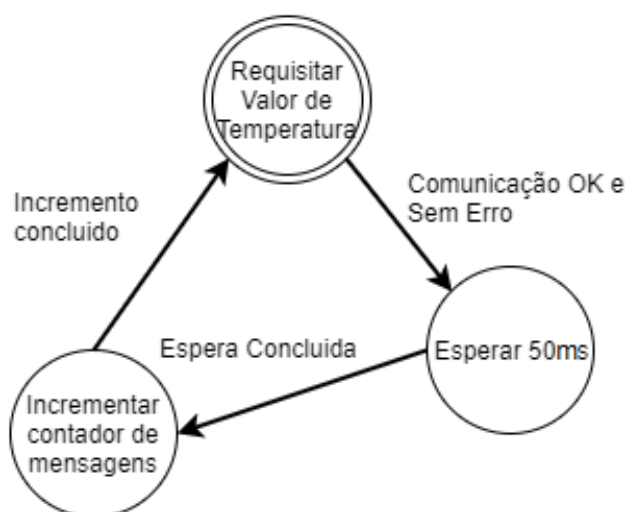 Requisitar
Valor de
Temperatura
Comunicação OK e
Sem Erro
Incremento
concluido
Espera Concluida
Esperar 50ms
Incrementar
contador de
mensagens